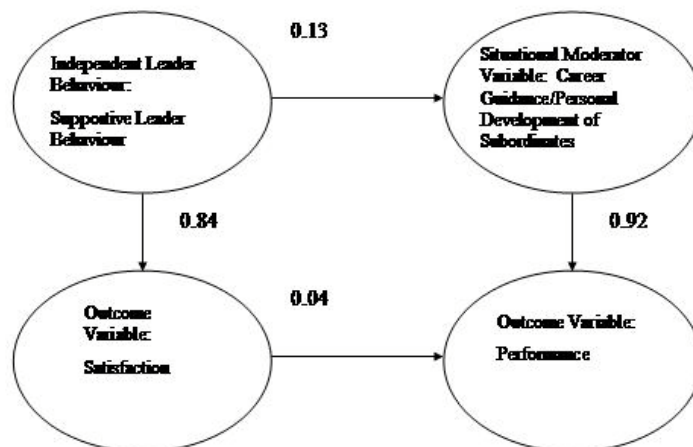 0.13
Independent Leader
Behaviour:
Supportive Leader
Behaviour
Situational Moderator
Variable: Career
Guidance/Personal
Development of
Subordinates
0.84
0.92
Outcome
Variable:
Satisfaction
0.04
Outcome Variable:
Performance